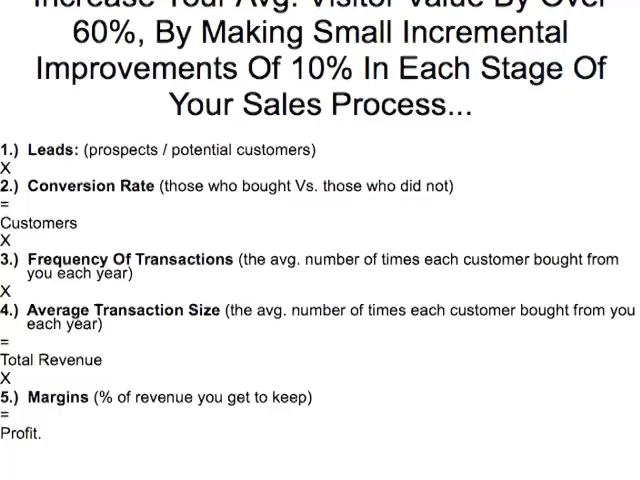 Increase Your Avg. Visitor Value By Over
60%, By Making Small Incremental
Improvements Of 10% In Each Stage Of
Your Sales Process...
1.) Leads: (prospects / potential customers)
X
2.) Conversion Rate (those who bought Vs. those who did not)
=
Customers
X
3.) Frequency Of Transactions (the avg. number of times each customer bought from
you each year)
X
4.) Average Transaction Size (the avg. number of times each customer bought from you
each year)
=
Total Revenue
X
5.) Margins (% of revenue you get to keep)
=
Profit.